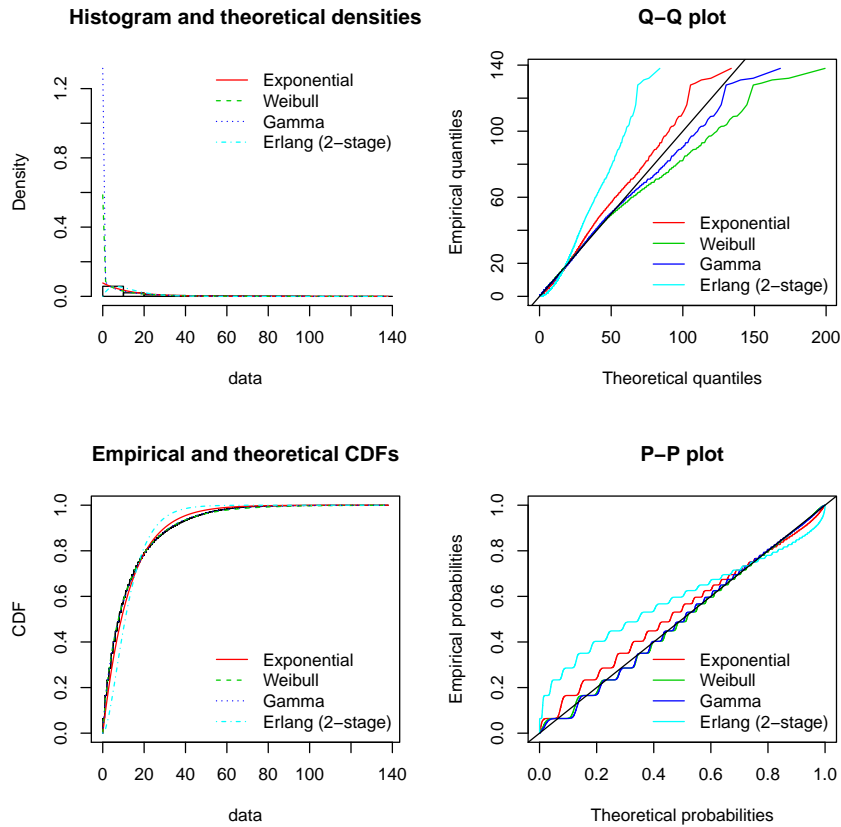 Histogram and theoretical densities
Density
0.0
0.4
0.8
1.2
Exponential
Weibull
Gamma
Erlang (2−stage)
0
20
40
60
100
140
data
Q−Q plot
Empirical quantiles
0
20
60
100
140
Exponential
Weibull
Gamma
Erlang (2−stage)
0
50
100
150
200
Theoretical quantiles
Empirical and theoretical CDFs
CDF
0.0
0.2
0.4
0.6
0.8
1.0
Exponential
Weibull
Gamma
Erlang (2−stage)
0
20
40
60
100
140
data
P−P plot
Empirical probabilities
0.0
0.2
0.4
0.6
0.8
1.0
Exponential
Weibull
Gamma
Erlang (2−stage)
0.0
0.2
0.4
0.6
0.8
1.0
Theoretical probabilities